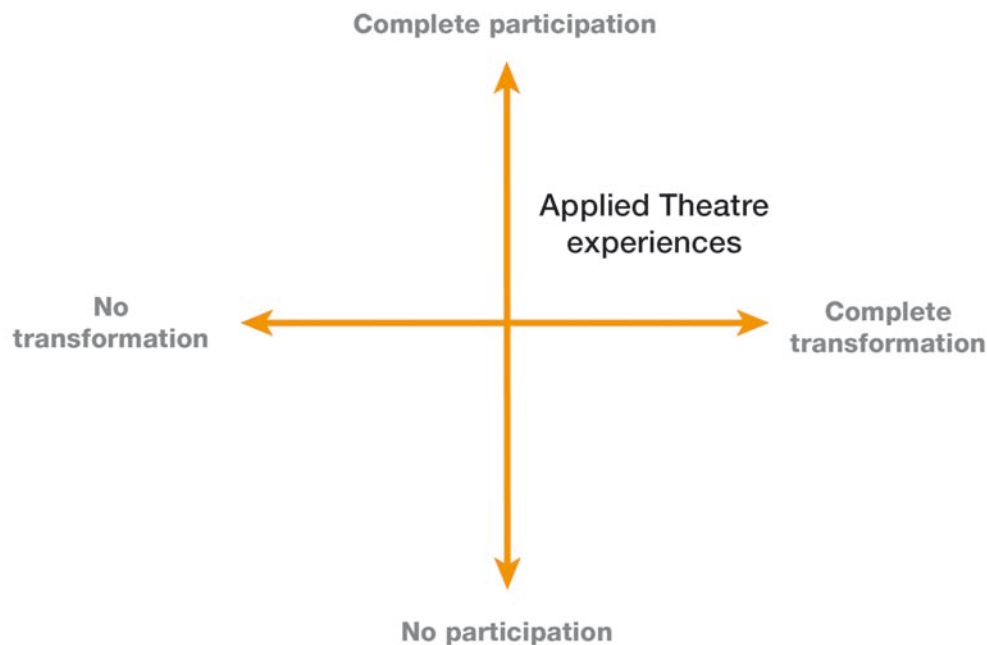 Complete participation
Applied Theatre
experiences
No
transformation
Complete
transformation
No participation